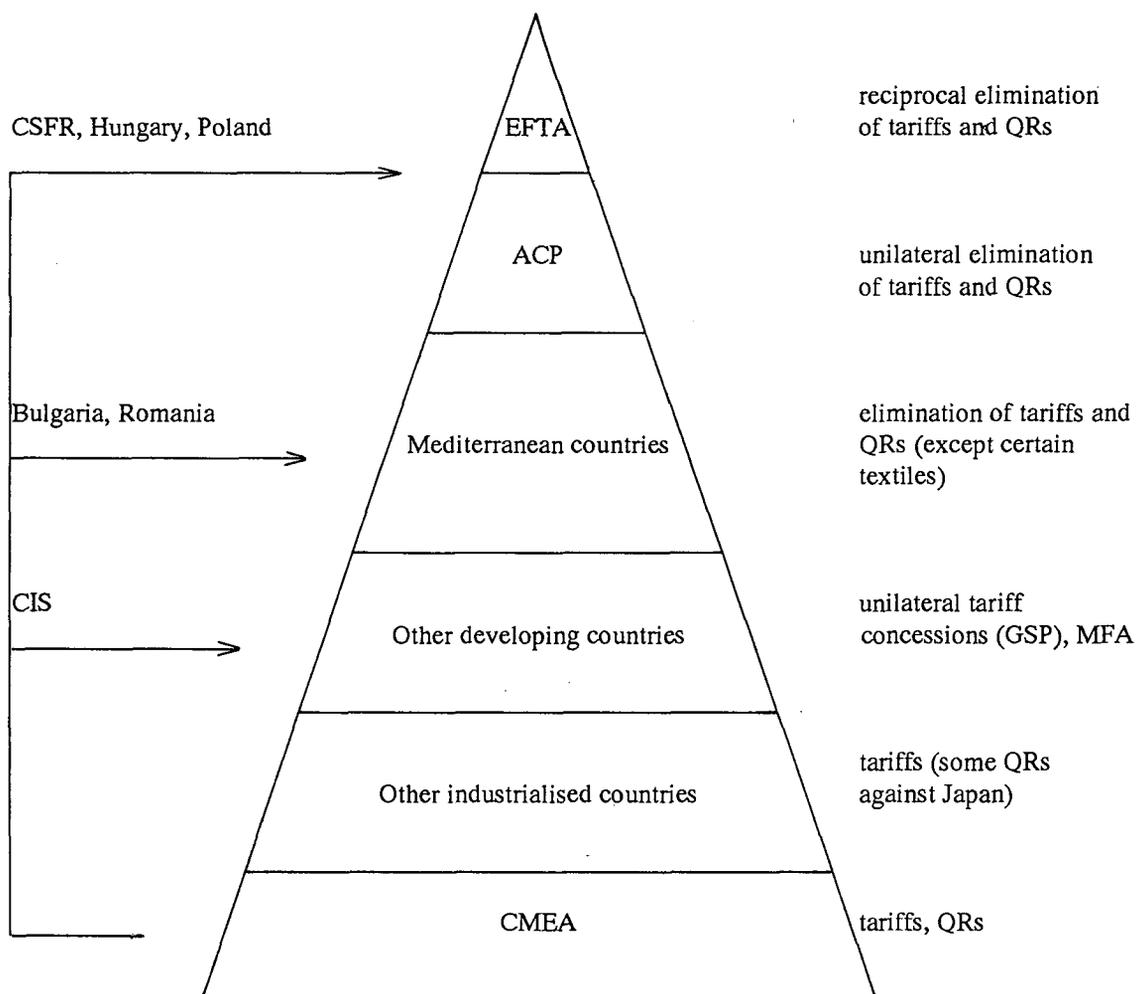 reciprocal elimination
of tariffs and QRs
CSFR, Hungary, Poland
EFTA
ACP
unilateral elimination
of tariffs and QRs
Bulgaria, Romania
Mediterranean countries
elimination of tariffs and
QRs (except certain
textiles)
CIS
Other developing countries
unilateral tariff
concessions (GSP), MFA
Other industrialised countries
tariffs (some QRs
against Japan)
CMEA
tariffs, QRs